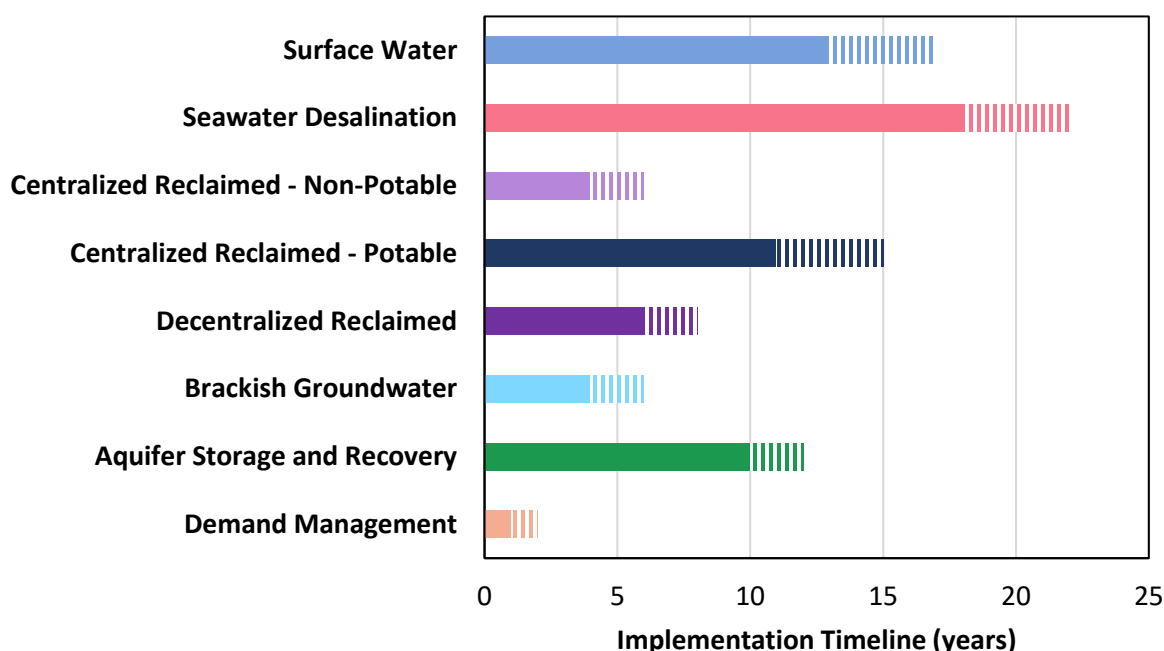 Surface Water
Seawater Desalination
Centralized Reclaimed - Non-Potable
Centralized Reclaimed - Potable
Decentralized Reclaimed
Brackish Groundwater
Aquifer Storage and Recovery
Demand Management
0 5 10 15 20 25
Implementation Timeline (years)